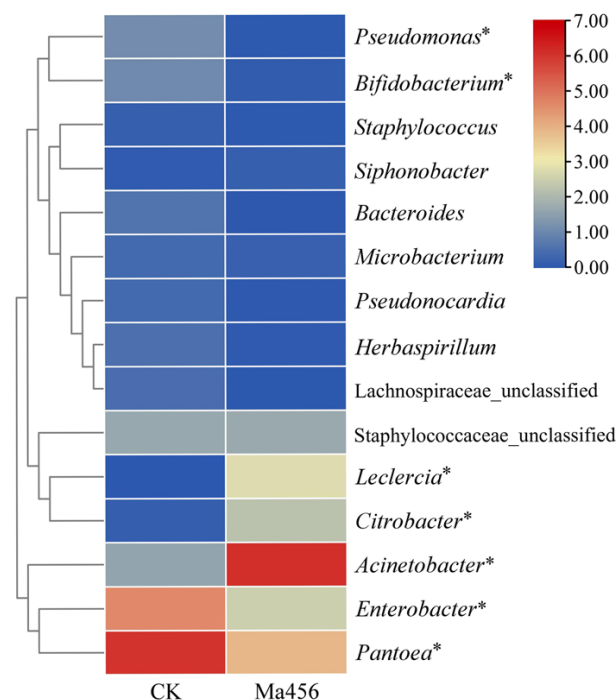 Pseudomonas*
Bifidobacterium*
Staphylococcus
Siphonobacter
Bacteroides
Microbacterium
Pseudonocardia
Herbaspirillum
Lachnospiraceae_unclassified
Staphylococcaceae_unclassified
Leclercia*
Citrobacter*
Acinetobacter*
Enterobacter*
Pantoea*
CK Ma456
7.00
6.00
5.00
4.00
3.00
2.00
1.00
0.00